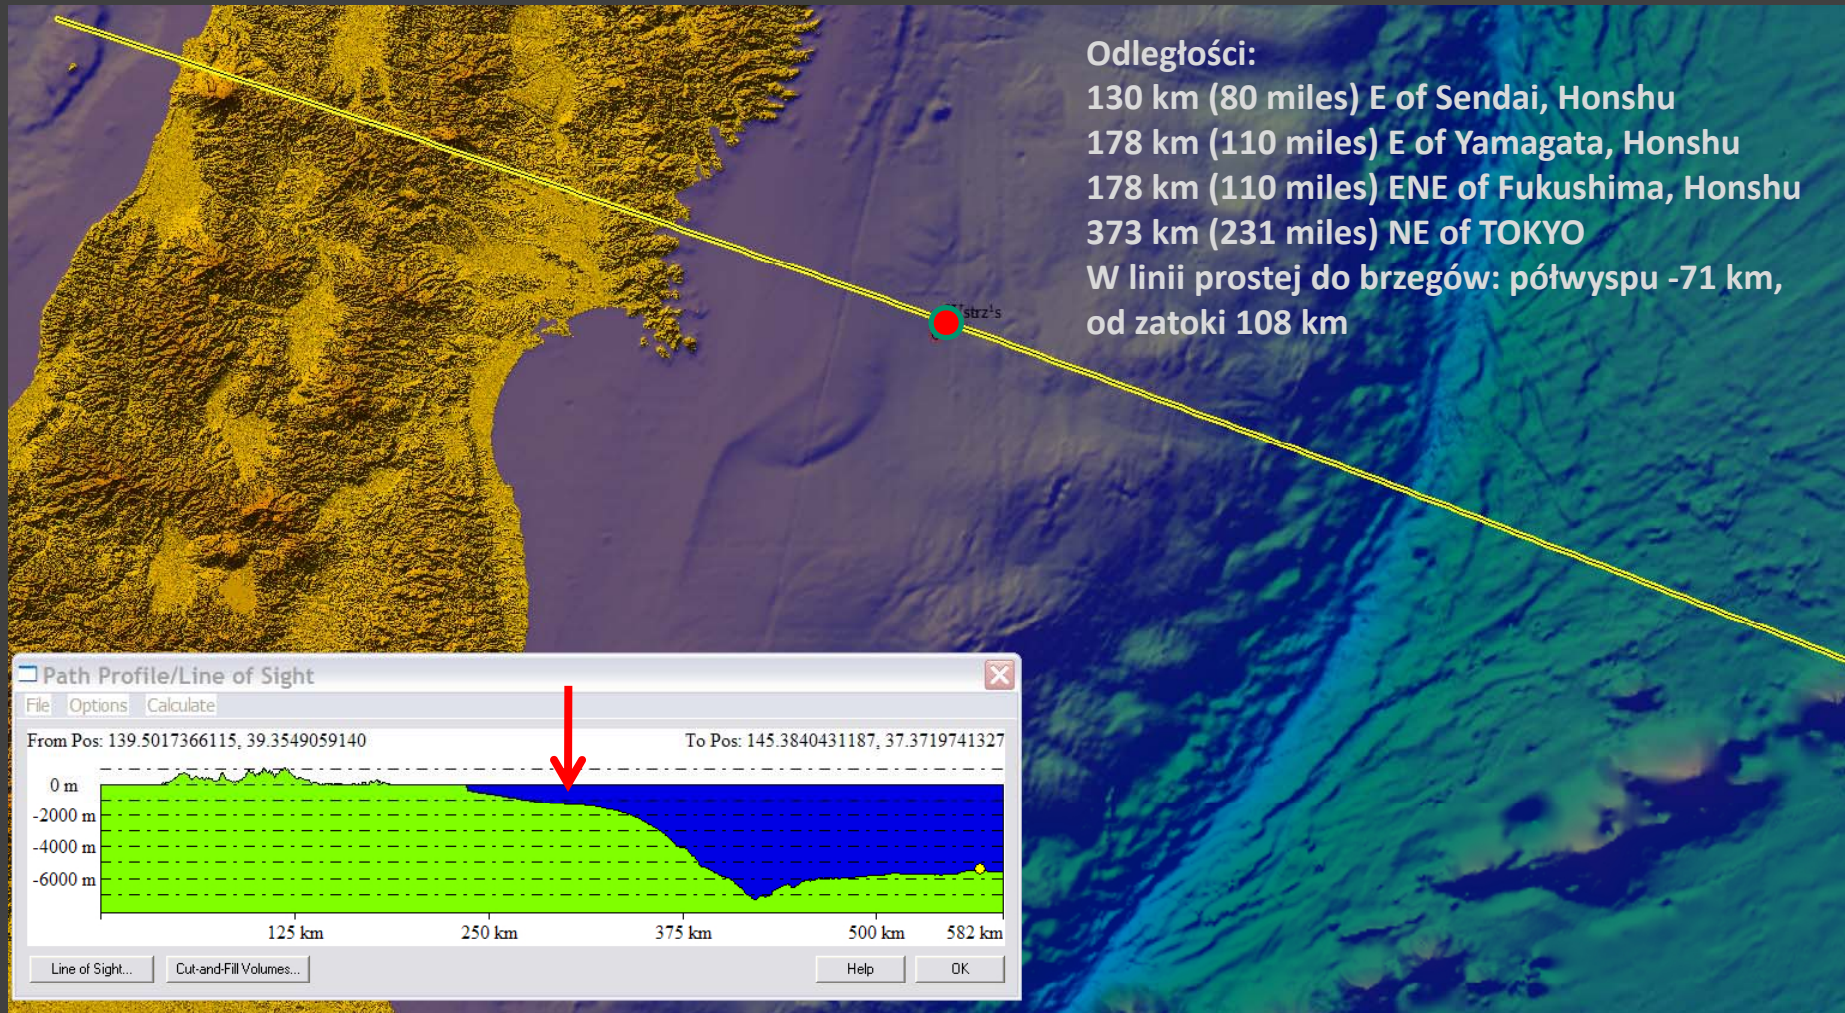 Odległości:
130 km (80 miles) E of Sendai, Honshu
178 km (110 miles) E of Yamagata, Honshu
178 km (110 miles) ENE of Fukushima, Honshu
373 km (231 miles) NE of TOKYO
W linii prostej do brzegów: półwyspu -71 km,
od zatoki 108 km
Path Profile/Line of Sight
File Options Calculate
From Pos: 139.5017366115, 39.3549059140 To Pos: 145.3840431187, 37.3719741327
0 m
-2000 m
-4000 m
-6000 m
125 km 250 km 375 km 500 km 582 km
Line of Sight... Cut-and-Fill Volumes... Help OK